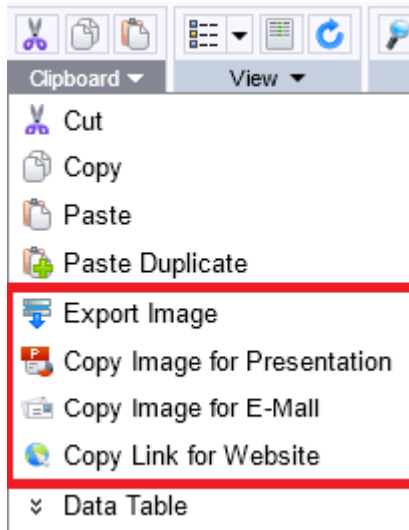 Clipboard View
Cut
Copy
Paste
Paste Duplicate
Export Image
Copy Image for Presentation
Copy Image for E-Mall
Copy Link for Website
Data Table